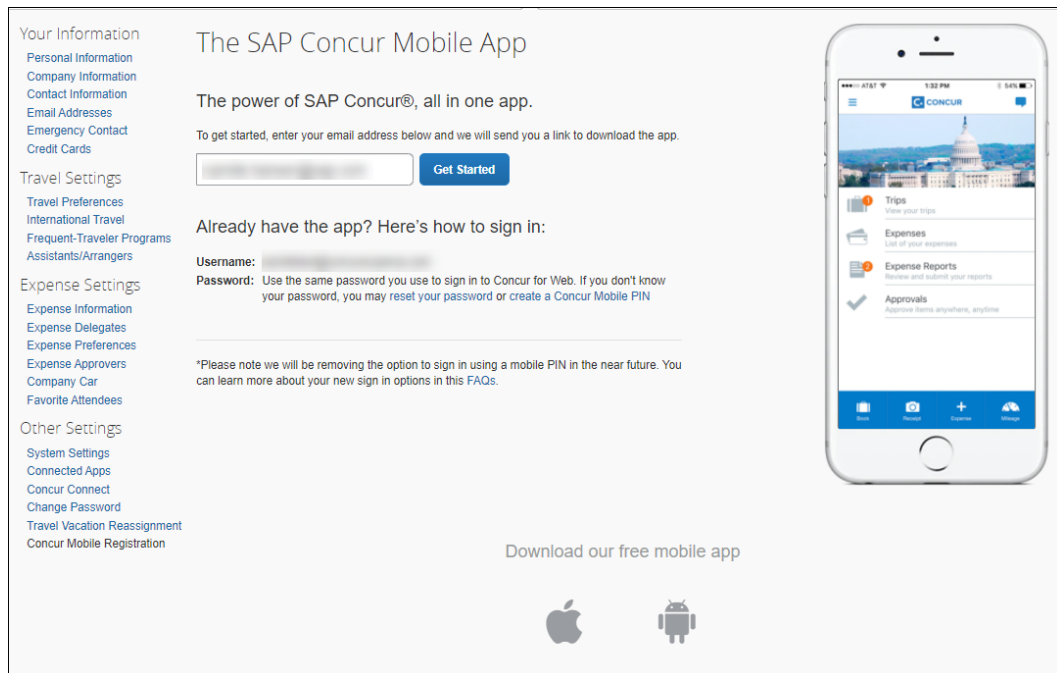 Your Information
Personal Information
Company Information
Contact Information
Email Addresses
Emergency Contact
Credit Cards
Travel Settings
Travel Preferences
International Travel
Frequent-Traveler Programs
Assistants/Arrangers
Expense Settings
Expense Information
Expense Delegates
Expense Preferences
Expense Approvers
Company Car
Favorite Attendees
Other Settings
System Settings
Connected Apps
Concur Connect
Change Password
Travel Vacation Reassignment
Concur Mobile Registration
The SAP Concur Mobile App
The power of SAP Concur®, all in one app.
To get started, enter your email address below and we will send you a link to download the app.
Get Started
Already have the app? Here's how to sign in:
Username:
Password: Use the same password you use to sign in to Concur for Web. If you don't know
your password, you may reset your password or create a Concur Mobile PIN
*Please note we will be removing the option to sign in using a mobile PIN in the near future. You
can learn more about your new sign in options in this FAQs.
AT&T 1:32 PM 54%
C. CONCUR
Trips 1
View your trips
Expenses
List of your expenses
Expense Reports 2
Review and submit your reports
Approvals
Approve items anywhere, anytime
Book Receipt Expense Mileage
Download our free mobile app